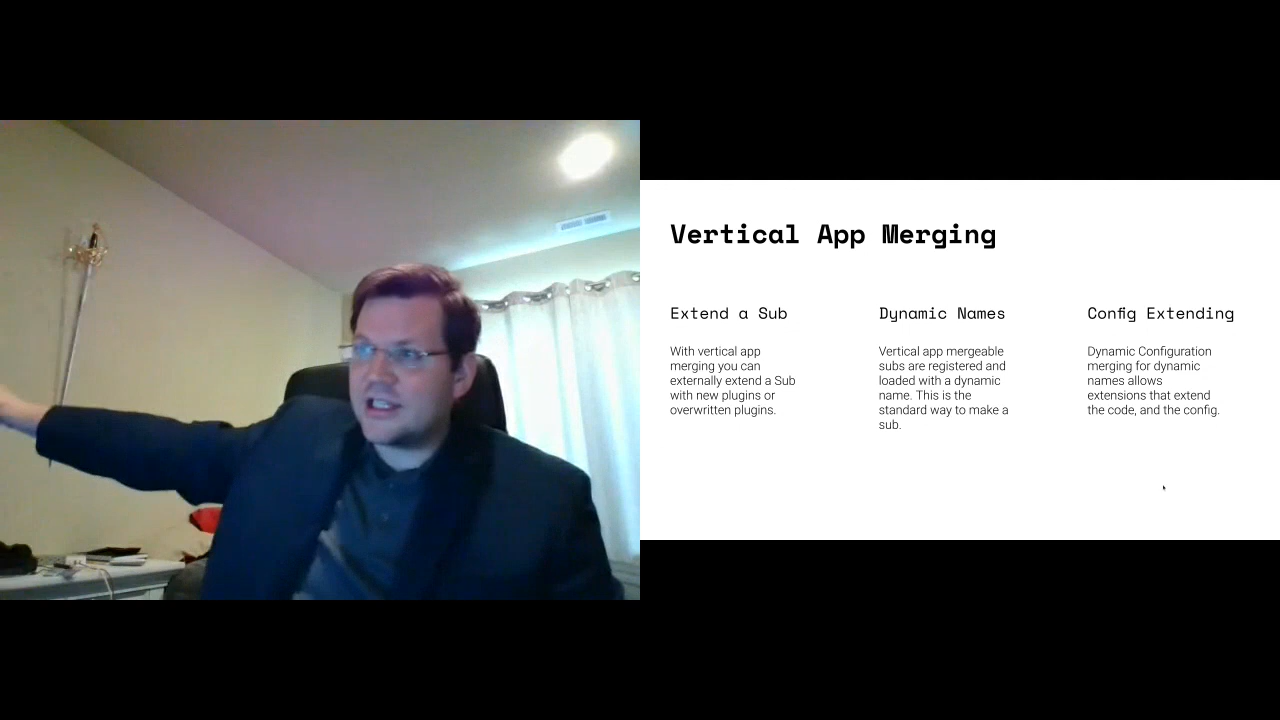 Vertical App Merging
Extend a Sub
With vertical app
merging you can
externally extend a Sub
with new plugins or
overwritten plugins.
Dynamic Names
Vertical app mergeable
subs are registered and
loaded with a dynamic
name. This is the
standard way to make a
sub.
Config Extending
Dynamic Configuration
merging for dynamic
names allows
extensions that extend
the code, and the config.